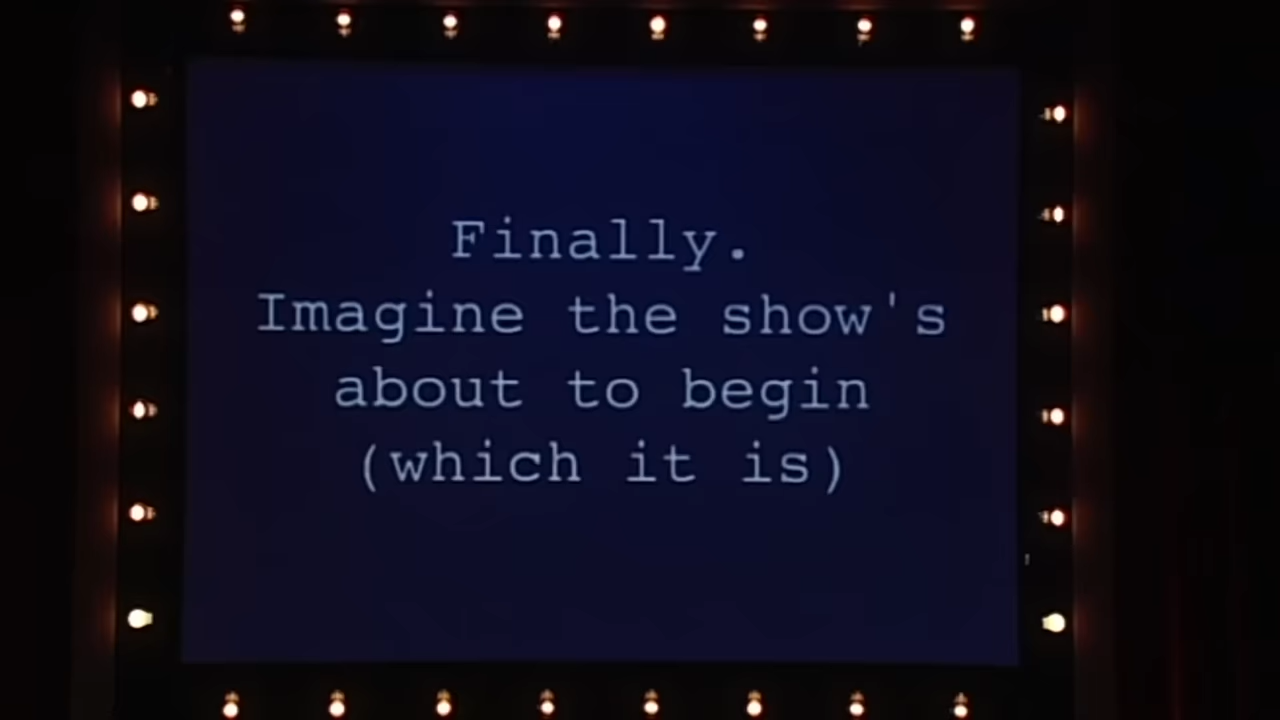 Finally.
Imagine the show's
about to begin
(which it is)